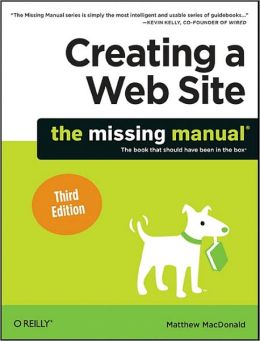 "The Missing Manual series is simply the most intelligent and usable series of guidebooks..."
—KEVIN KELLY, CO-FOUNDER OF WIRED
Creating a
Web Site
the missing manual®
The book that should have been in the box®
Third
Edition
O'REILLY®
Matthew MacDonald